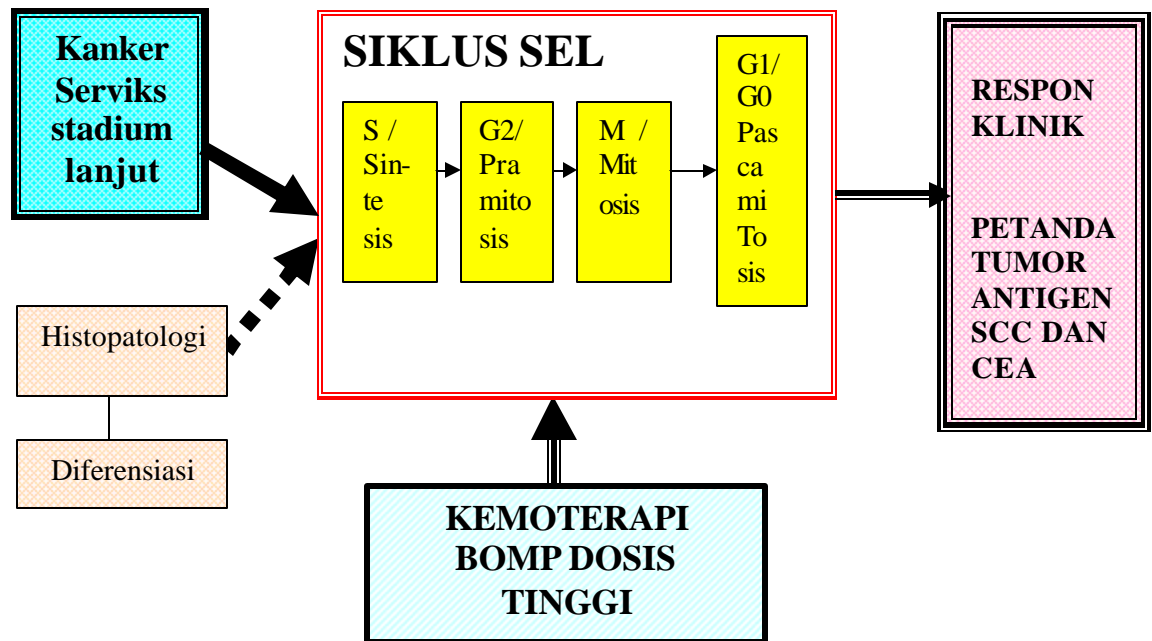 Kanker
Serviks
stadium
lanjut
Histopatologi
Diferensiasi
SIKLUS SEL
S /
Sin-
te
sis
G2/
Pra
mito
sis
M /
Mit
osis
G1/
G0
Pas
ca
mi
To
sis
KEMOTERAPI
BOMP DOSIS
TINGGI
RESPON
KLINIK
PETANDA
TUMOR
ANTIGEN
SCC DAN
CEA